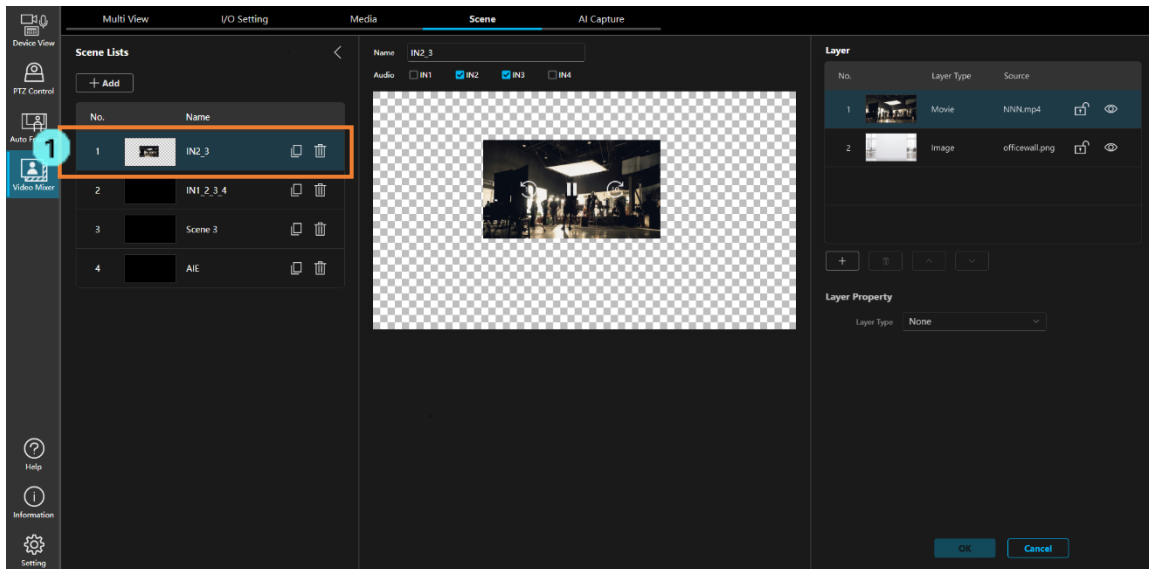 Multi View
I/O Setting
Media
Scene
AI Capture
Device View
PTZ Control
1
Video Mixer
Help
Information
Setting
Scene Lists
+ Add
No. Name
1 IN2_3
2 IN1_2_3_4
3 Scene 3
4 AIE
Name IN2_3
Audio IN1 IN2 IN3 IN4
Layer
No. Layer Type Source
1 Movie NNN.mp4
2 Image officewall.png
Layer Property
Layer Type None
OK Cancel